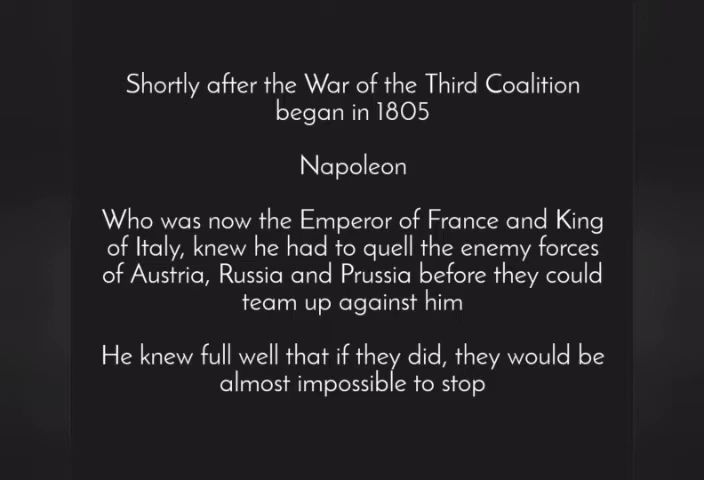 Shortly after the War of the Third Coalition
began in 1805
Napoleon
Who was now the Emperor of France and King
of Italy, knew he had to quell the enemy forces
of Austria, Russia and Prussia before they could
team up against him
He knew full well that if they did, they would be
almost impossible to stop